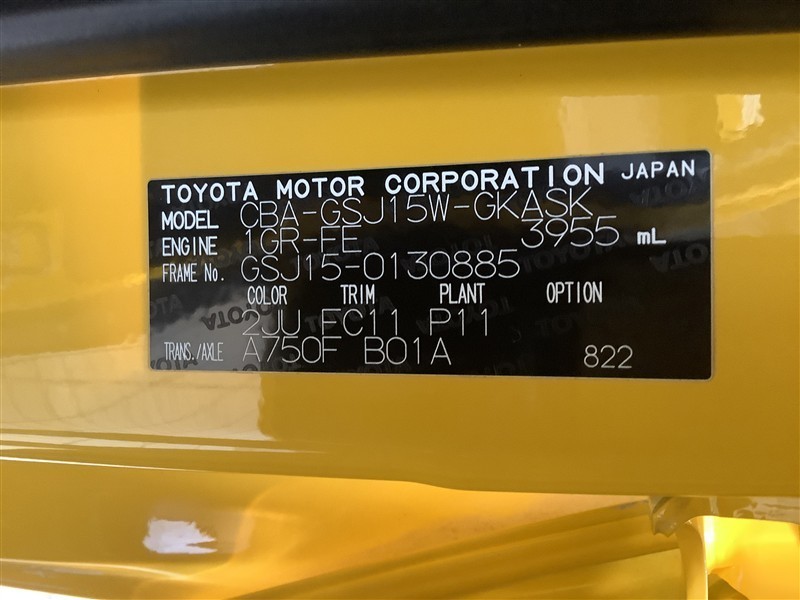 TOYOTA MOTOR CORPORATION JAPAN
MODEL CBA-GSJ15W-GKASK
ENGINE 1GR-FE 3955 mL
FRAME No. GSJ15-0130885
COLOR TRIM PLANT OPTION
2JU FC11 P11
TRANS./AXLE A750F B01A 822